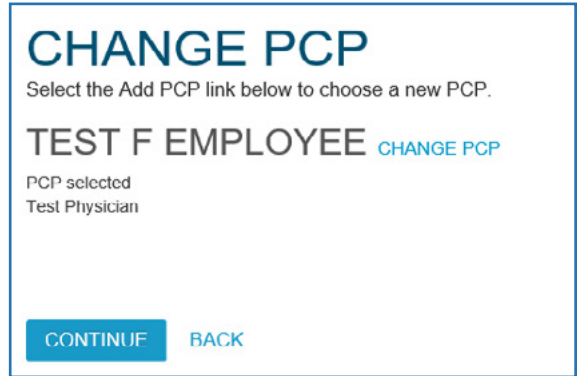 CHANGE PCP
Select the Add PCP link below to choose a new PCP.
TEST F EMPLOYEE CHANGE PCP
PCP selected
Test Physician
CONTINUE BACK